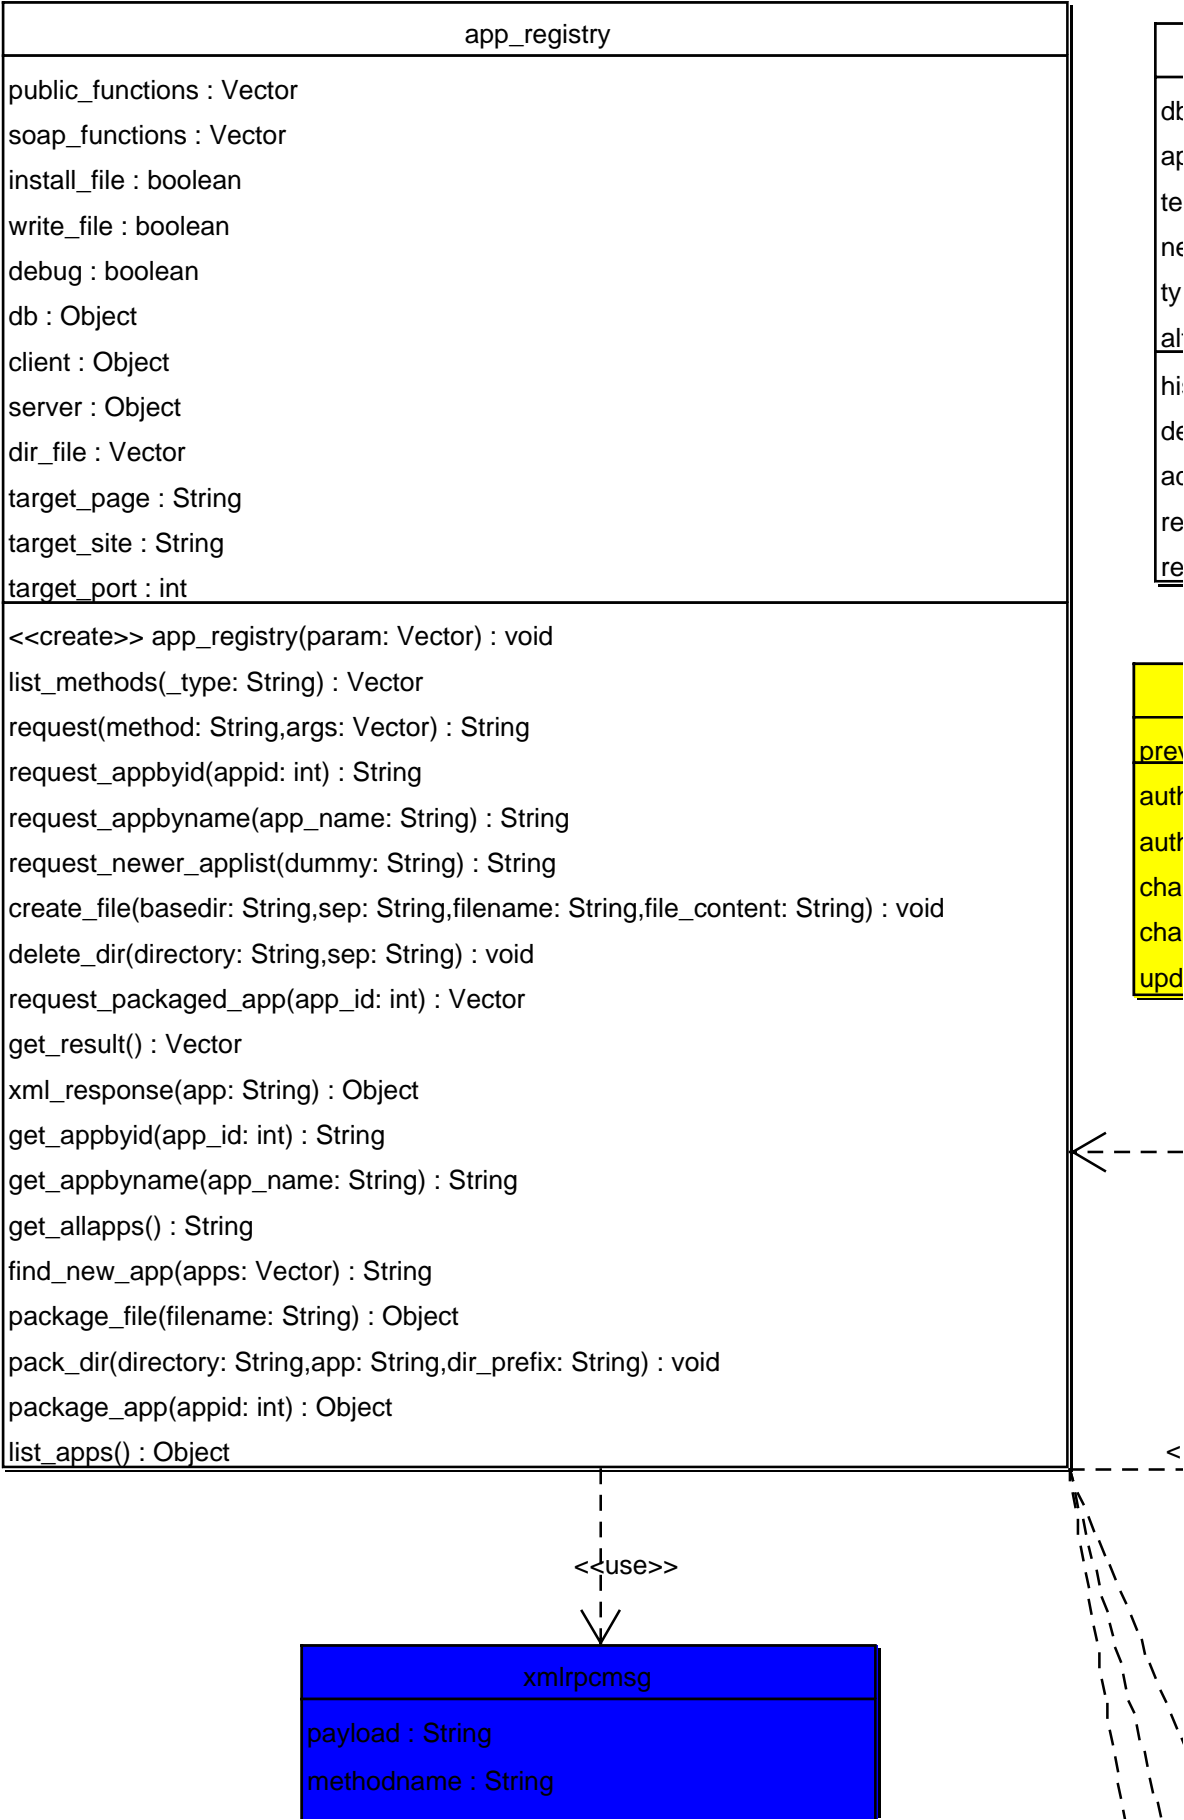 app_registry
public_functions : Vector
soap_functions : Vector
install_file : boolean
write_file : boolean
debug : boolean
db : Object
client : Object
server : Object
dir_file : Vector
target_page : String
target_site : String
target_port : int
<<create>> app_registry(param: Vector) : void
list_methods(_type: String) : Vector
request(method: String,args: Vector) : String
request_appbyid(appid: int) : String
request_appbyname(app_name: String) : String
request_newer_applist(dummy: String) : String
create_file(basedir: String,sep: String,filename: String,file_content: String) : void
delete_dir(directory: String,sep: String) : void
request_packaged_app(app_id: int) : Vector
get_result() : Vector
xml_response(app: String) : Object
get_appbyid(app_id: int) : String
get_appbyname(app_name: String) : String
get_allapps() : String
find_new_app(apps: Vector) : String
package_file(filename: String) : Object
pack_dir(directory: String,app: String,dir_prefix: String) : void
package_app(appid: int) : Object
list_apps() : Object
<<use>>
xmlrpcmsg
payload : String
methodname : String